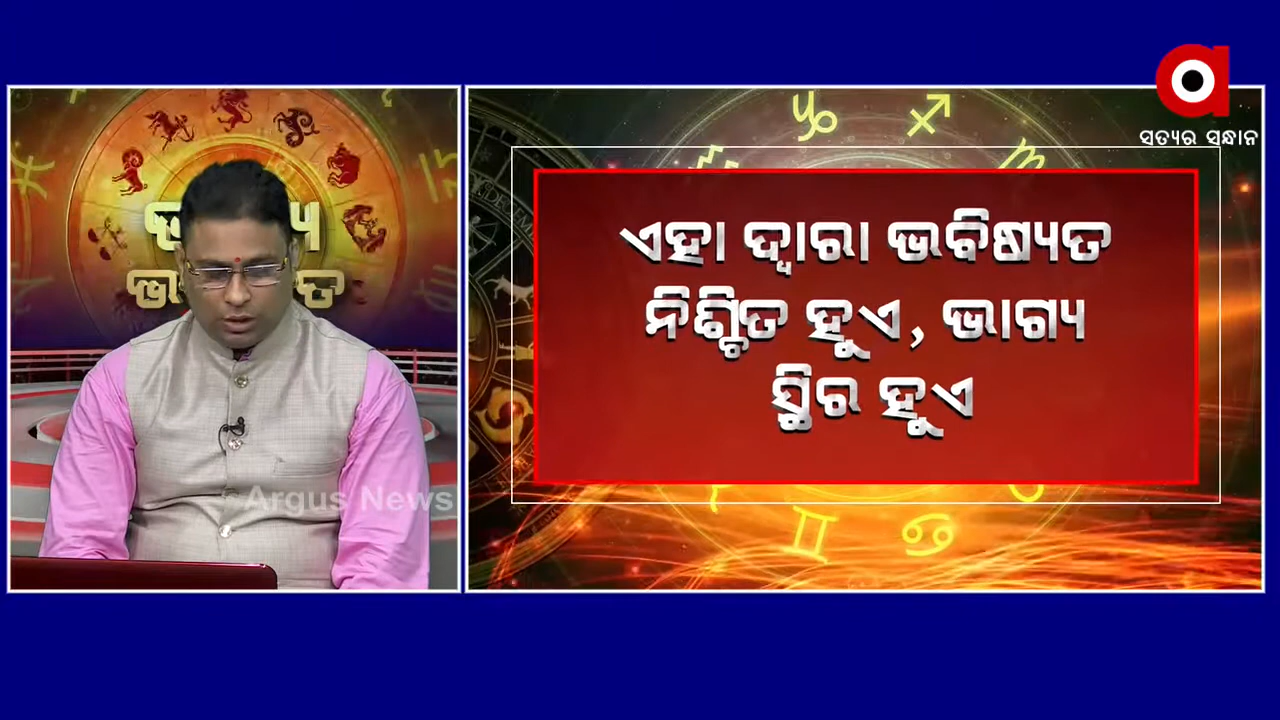 ସତ୍ୟର ସନ୍ଧାନ
ଏହା ଦ୍ୱାରା ଭବିଷ୍ୟତ
ନିଶ୍ଚିତ ହୁଏ, ଭାଗ୍ୟ
ସ୍ଥିର ହୁଏ
Argus News